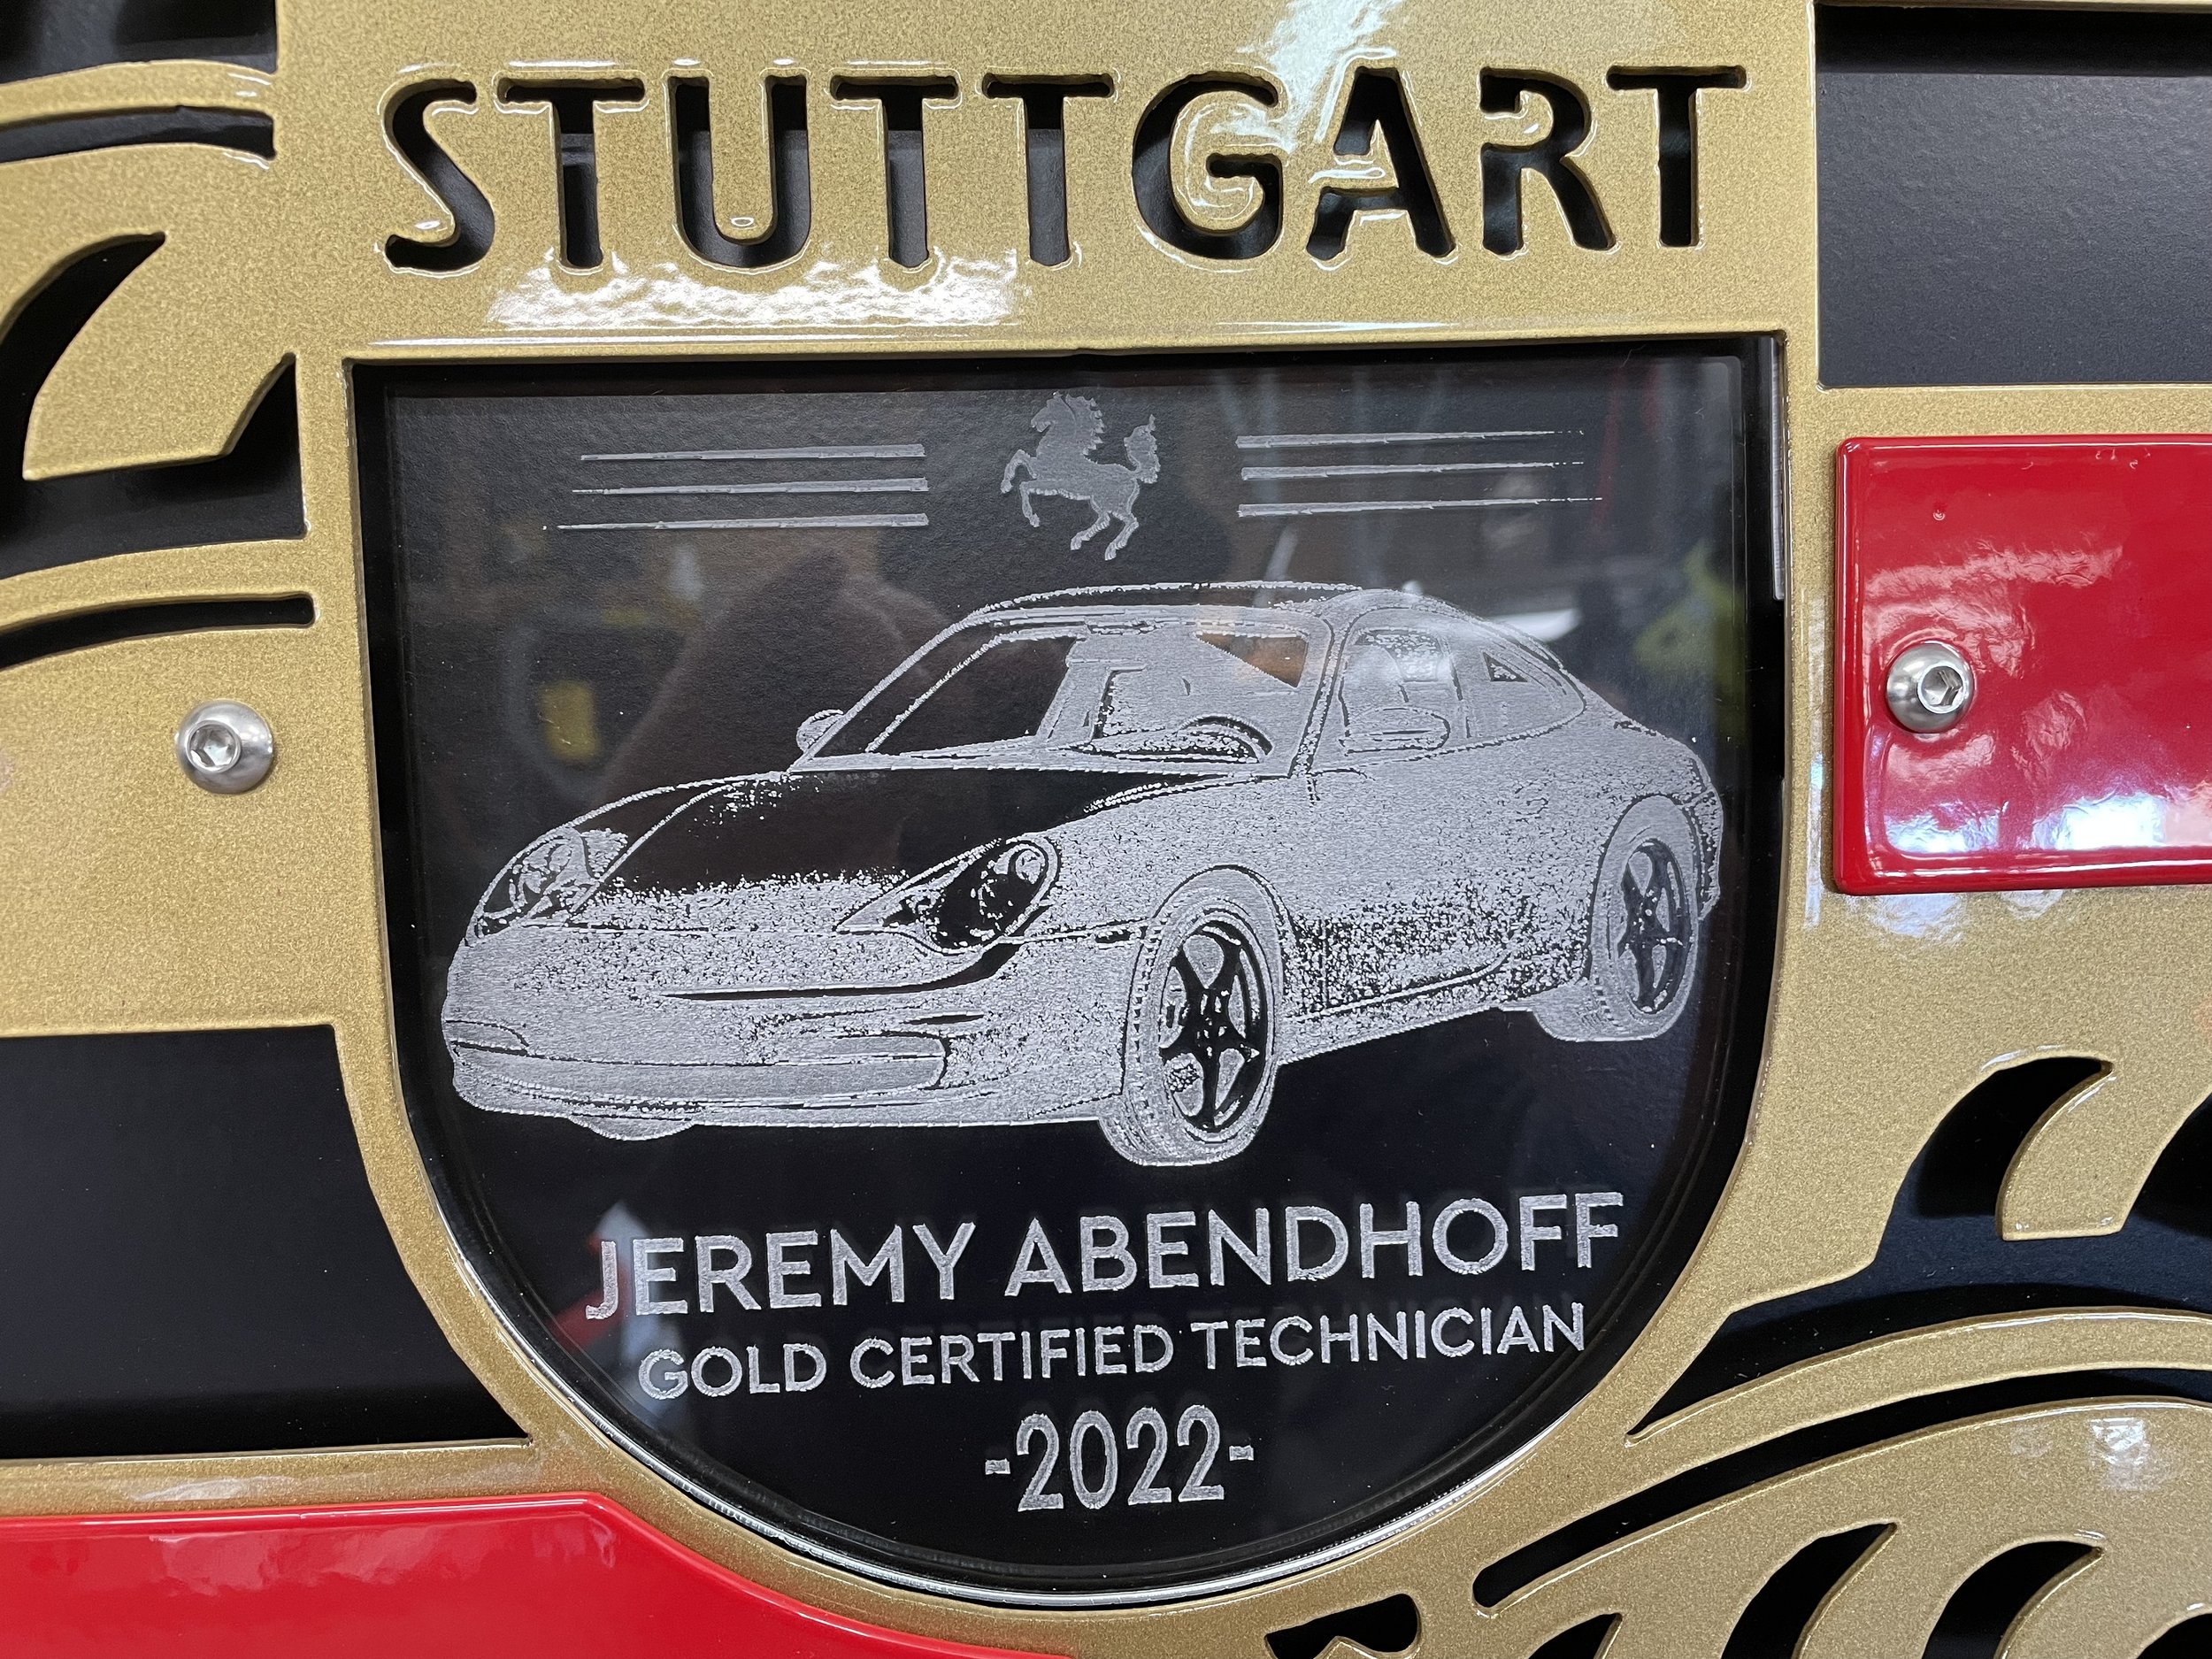 STUTTGART
JEREMY ABENDHOFF
GOLD CERTIFIED TECHNICIAN
-2022-